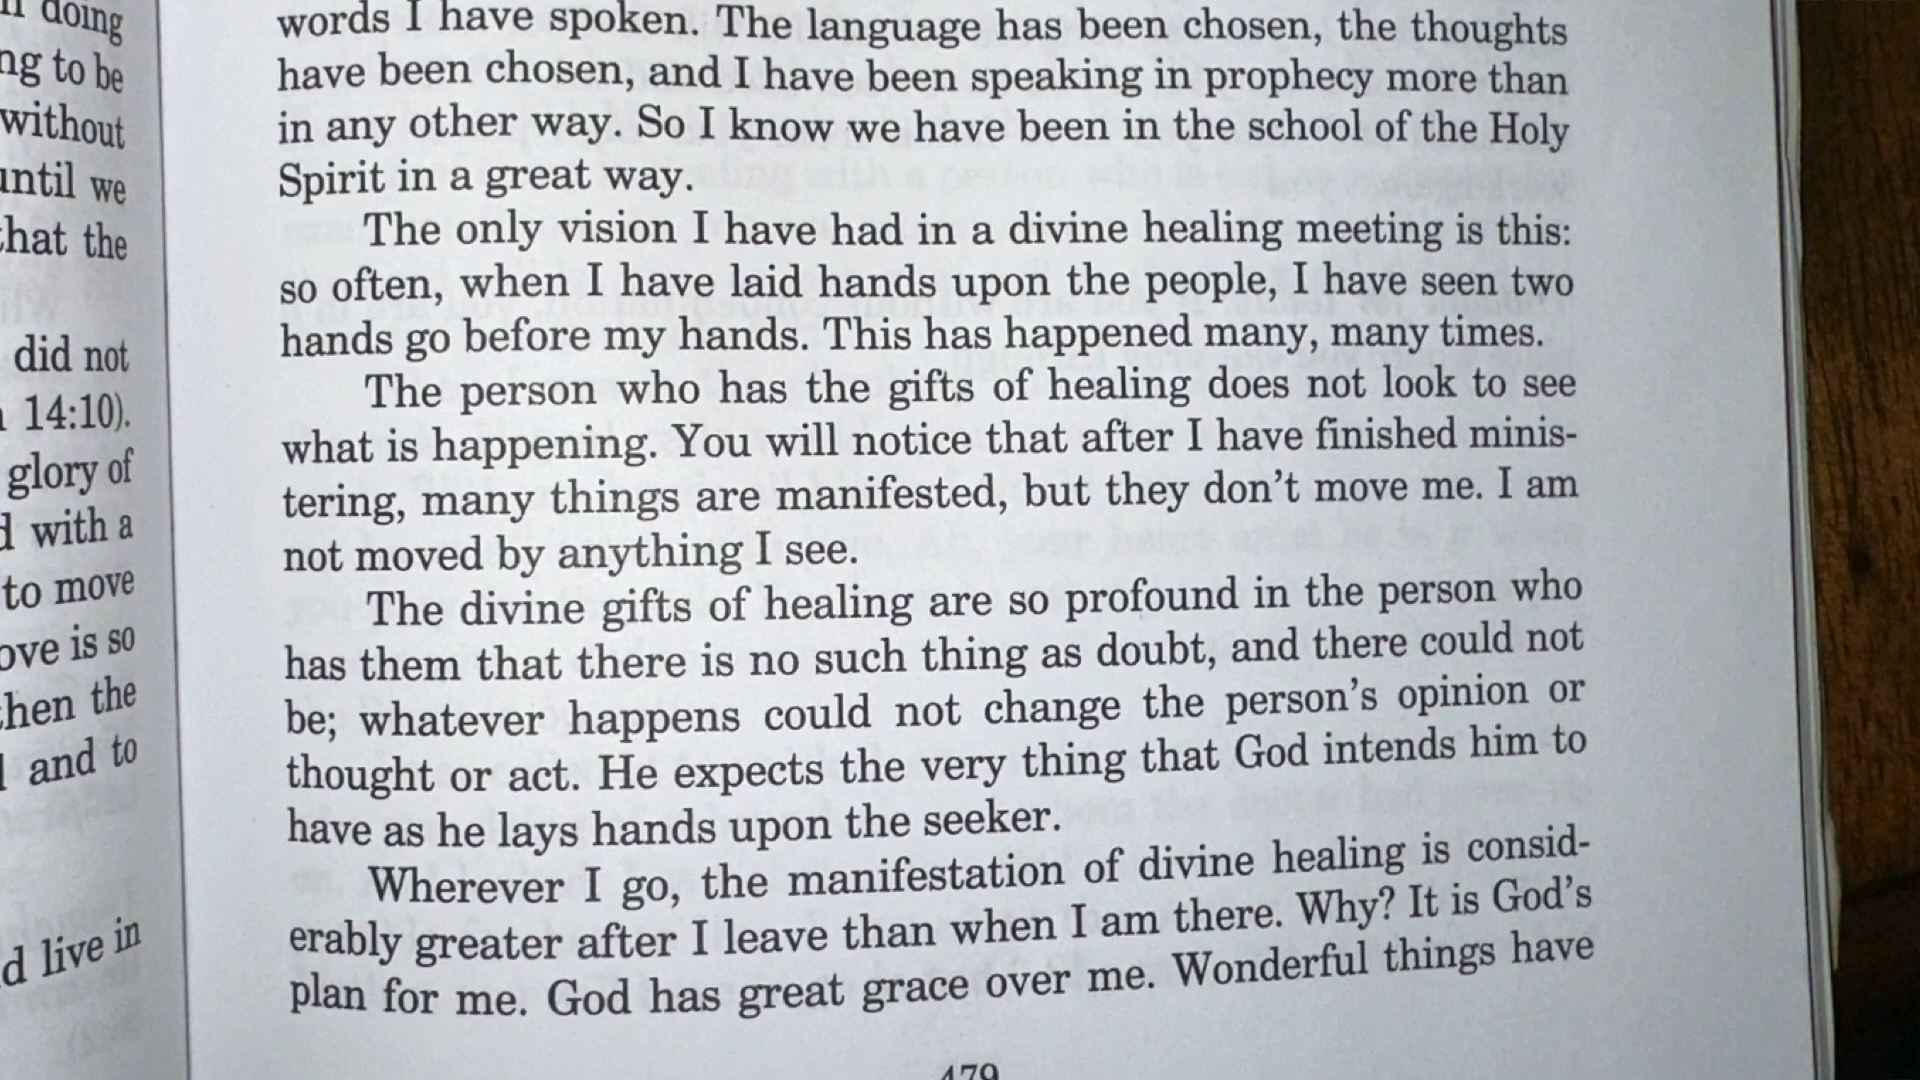 doing
to be
without
until we
that the
did not
14:10).
glory of
with a
to move
is so
the
and to
live in
words I have spoken. The language has been chosen, the thoughts
have been chosen, and I have been speaking in prophecy more than
in any other way. So I know we have been in the school of the Holy
Spirit in a great way.
The only vision I have had in a divine healing meeting is this:
so often, when I have laid hands upon the people, I have seen two
hands go before my hands. This has happened many, many times.
The person who has the gifts of healing does not look to see
what is happening. You will notice that after I have finished minis-
tering, many things are manifested, but they don't move me. I am
not moved by anything I see.
The divine gifts of healing are so profound in the person who
has them that there is no such thing as doubt, and there could not
be; whatever happens could not change the person's opinion or
thought or act. He expects the very thing that God intends him to
have as he lays hands upon the seeker.
Wherever I go, the manifestation of divine healing is consid-
erably greater after I leave than when I am there. Why? It is God's
plan for me. God has great grace over me. Wonderful things have
479